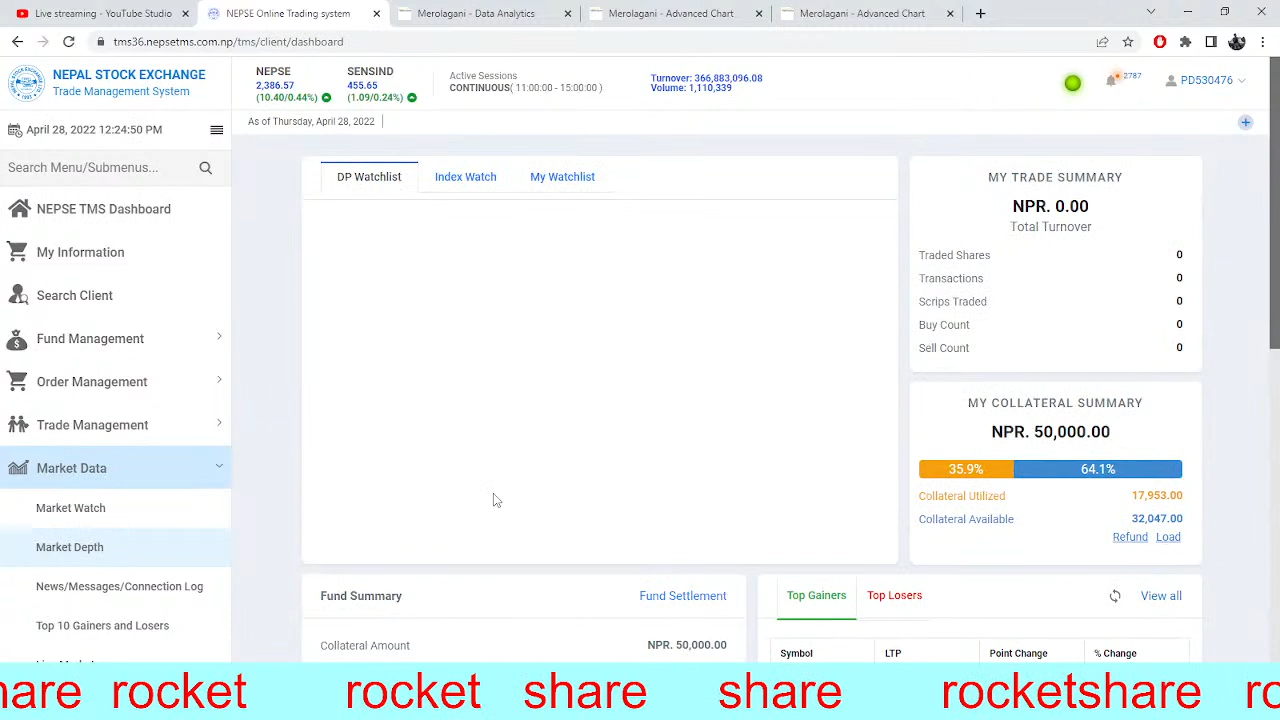 Livestreaming - YouTube Studio
NEPSE Online Trading system
Merolagani - Data Analytics
Merolagani - Advanced Chart
Merolagani - Advanced Chart
tms36.nepsetms.com.np/tms/client/dashboard
NEPAL STOCK EXCHANGE
Trade Management System
NEPSE
2,386.57
(10.40/0.44%)
SENSIND
455.65
(1.09/0.24%)
Active Sessions
CONTINUOUS( 11:00:00 - 15:00:00 )
Turnover: 366,883,096.08
Volume: 1,110,339
2787
PD530476
April 28, 2022 12:24:50 PM
As of Thursday, April 28, 2022
Search Menu/Submenus...
NEPSE TMS Dashboard
My Information
Search Client
Fund Management
Order Management
Trade Management
Market Data
Market Watch
Market Depth
News/Messages/Connection Log
Top 10 Gainers and Losers
DP Watchlist
Index Watch
My Watchlist
MY TRADE SUMMARY
NPR. 0.00
Total Turnover
Traded Shares 0
Transactions 0
Scrips Traded 0
Buy Count 0
Sell Count 0
MY COLLATERAL SUMMARY
NPR. 50,000.00
35.9% 64.1%
Collateral Utilized 17,953.00
Collateral Available 32,047.00
Refund Load
Fund Summary Fund Settlement
Collateral Amount NPR. 50,000.00
Top Gainers Top Losers View all
Symbol LTP Point Change % Change
hare rocket rocket share share rocketshare ro